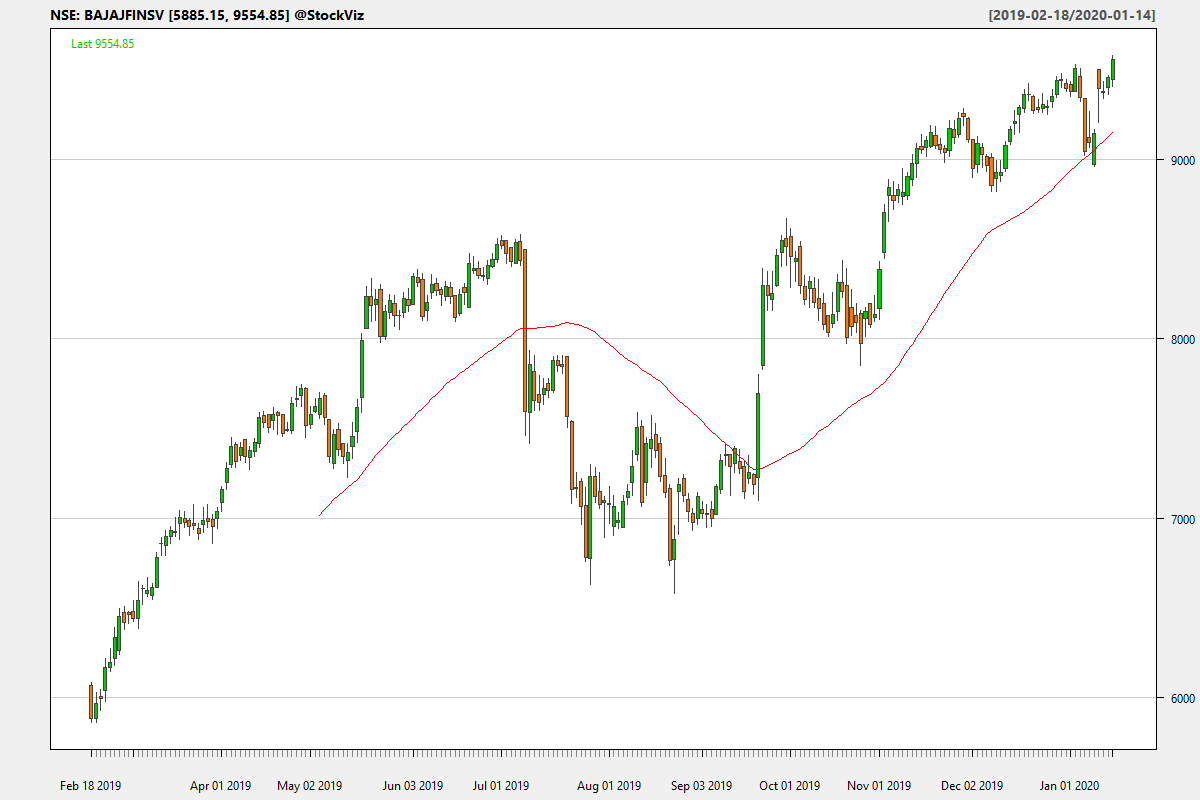 NSE: BAJAJFINSV [5885.15, 9554.85] @StockViz [2019-02-18/2020-01-14]
Last 9554.85
9000
8000
7000
6000
Feb 18 2019 Apr 01 2019 May 02 2019 Jun 03 2019 Jul 01 2019 Aug 01 2019 Sep 03 2019 Oct 01 2019 Nov 01 2019 Dec 02 2019 Jan 01 2020